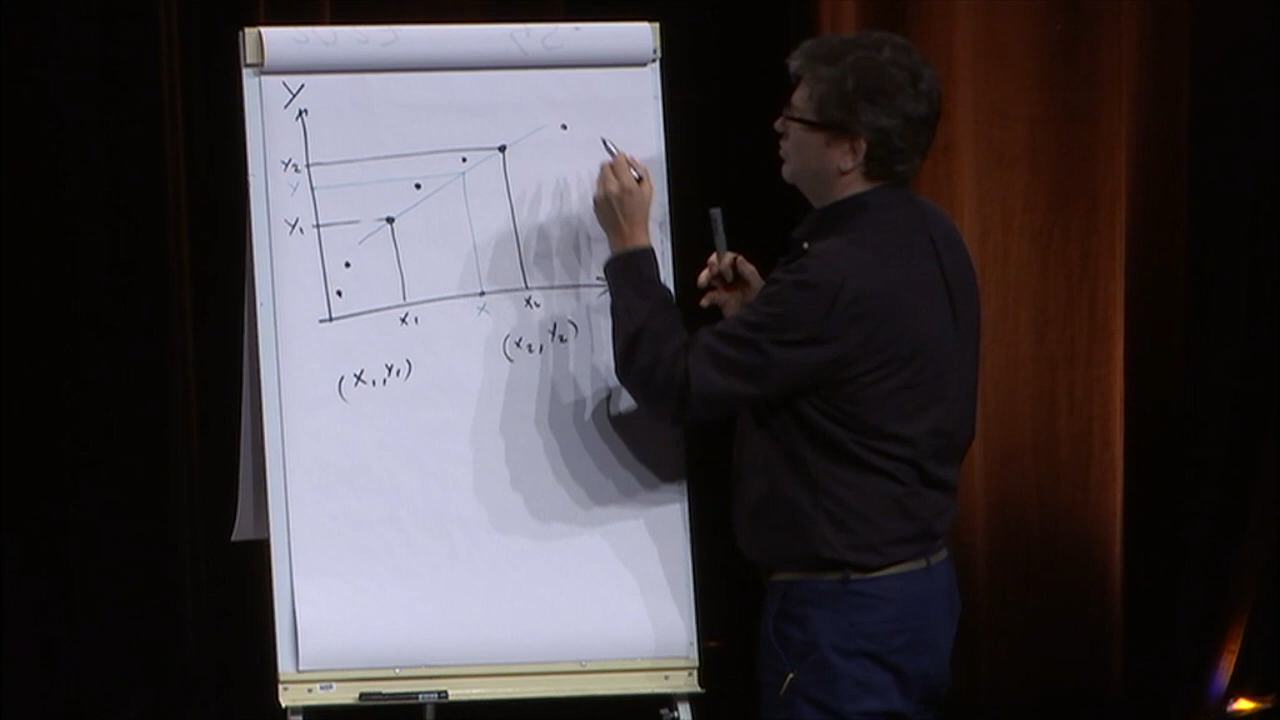 Y
Y₂
Y
Y₁
X₁
X
X₂
(X₁, Y₁)
(X₂, Y₂)